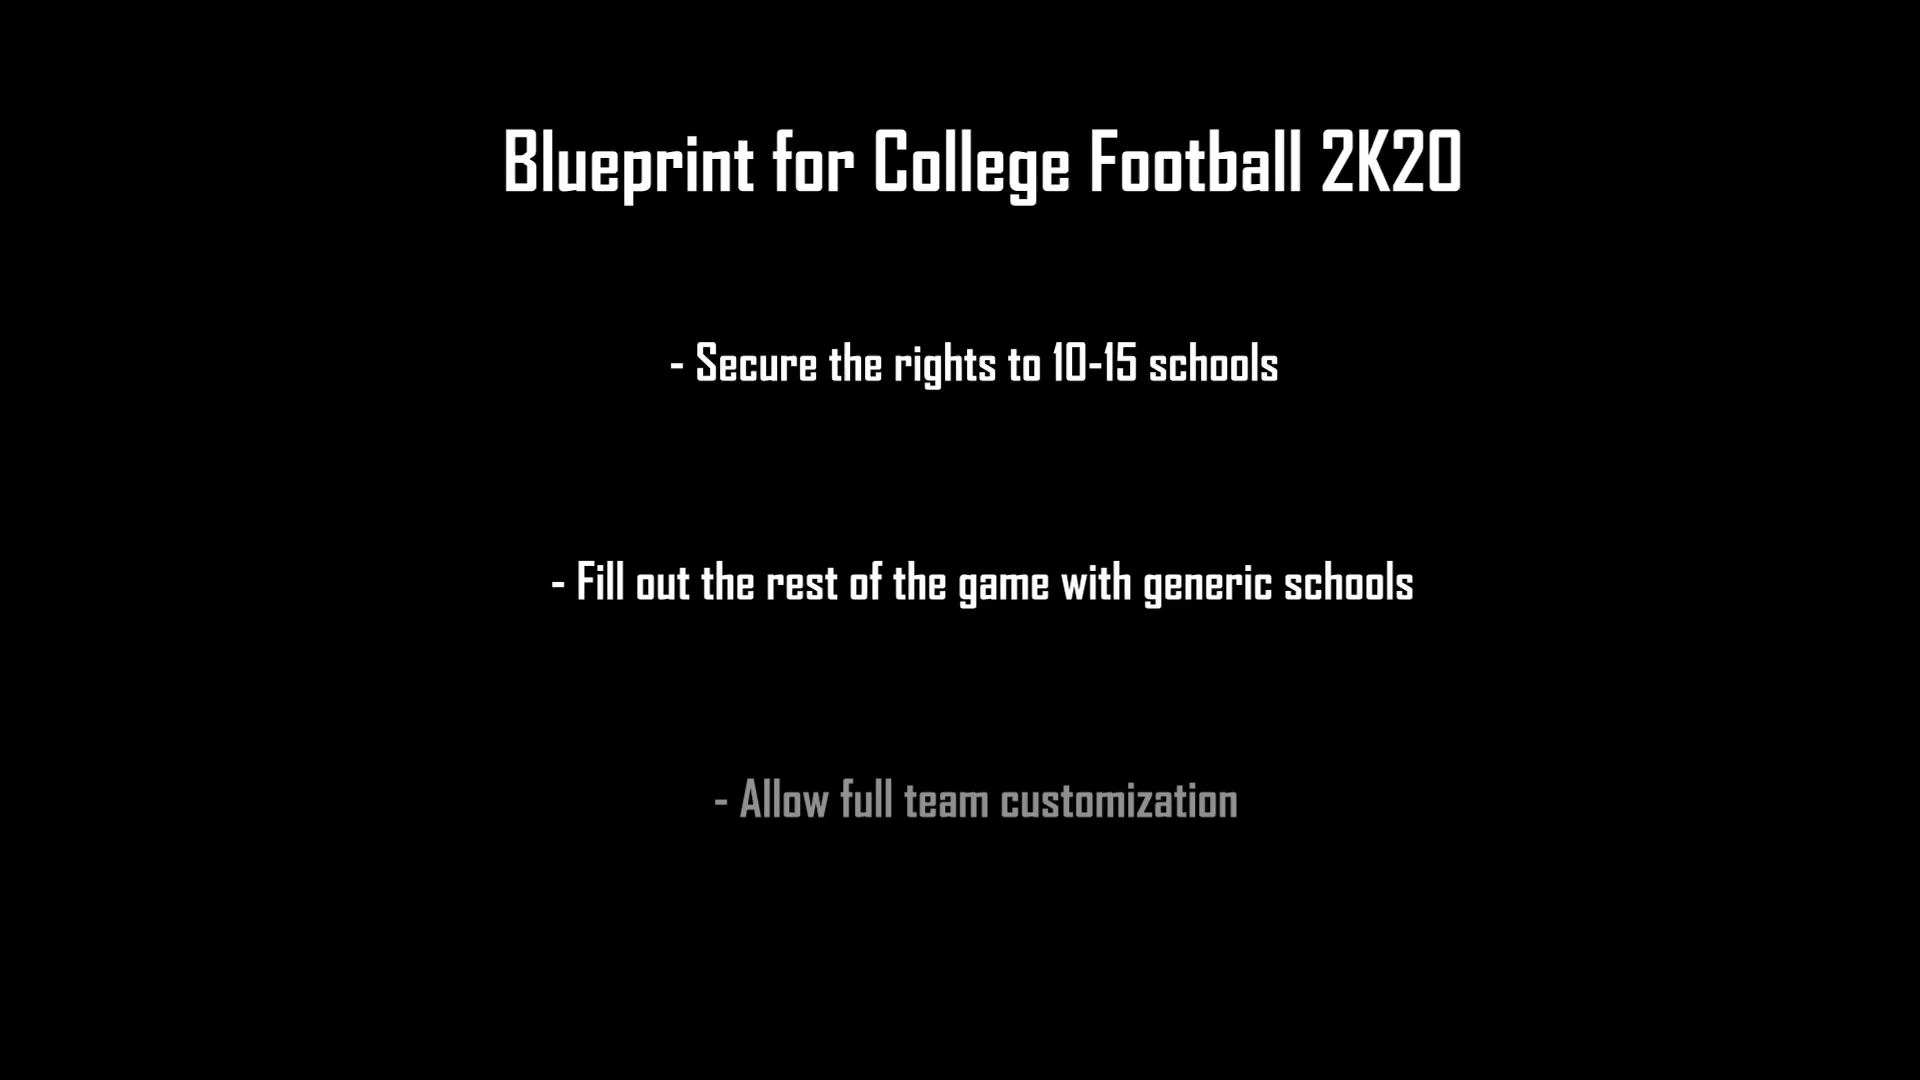 Blueprint for College Football 2K20
- Secure the rights to 10-15 schools
- Fill out the rest of the game with generic schools
- Allow full team customization